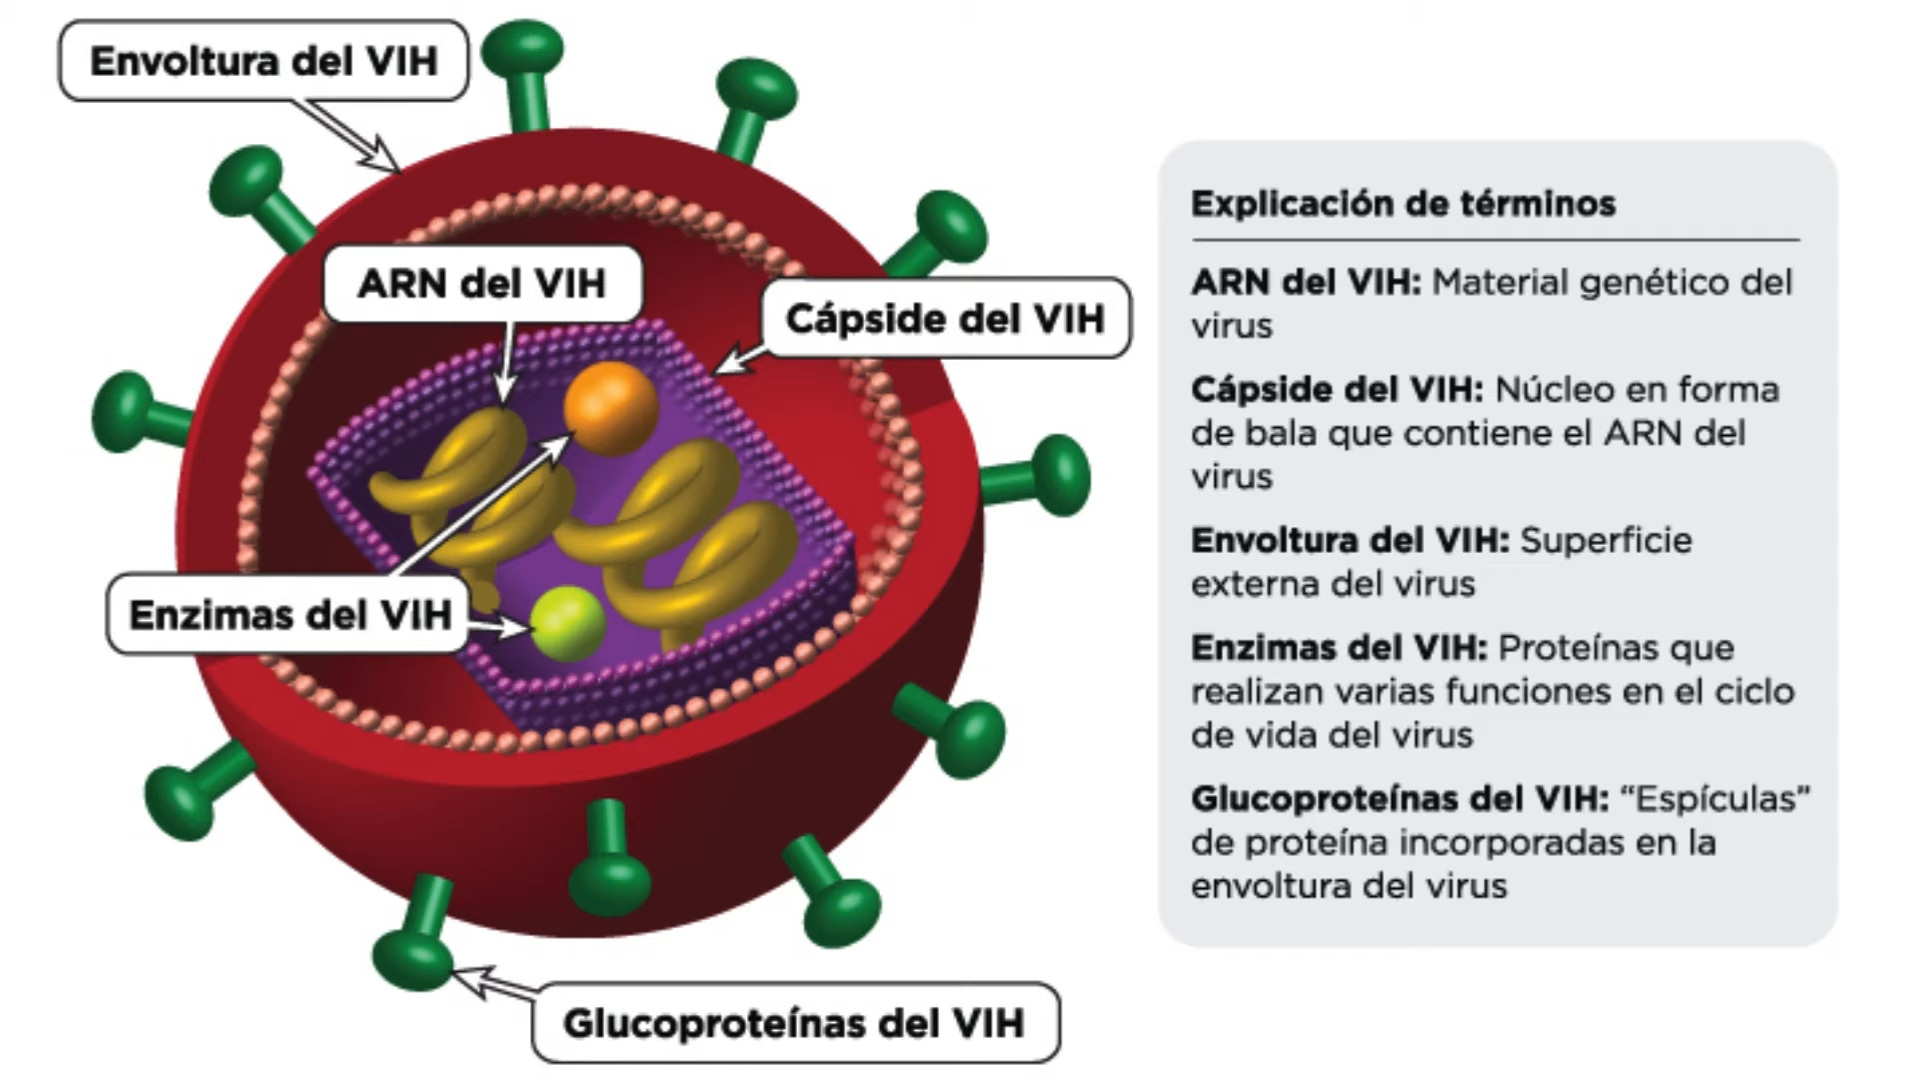 Envoltura del VIH
ARN del VIH
Cápside del VIH
Enzimas del VIH
Glucoproteínas del VIH
Explicación de términos
ARN del VIH: Material genético del
virus
Cápside del VIH: Núcleo en forma
de bala que contiene el ARN del
virus
Envoltura del VIH: Superficie
externa del virus
Enzimas del VIH: Proteínas que
realizan varias funciones en el ciclo
de vida del virus
Glucoproteínas del VIH: “Espículas”
de proteína incorporadas en la
envoltura del virus